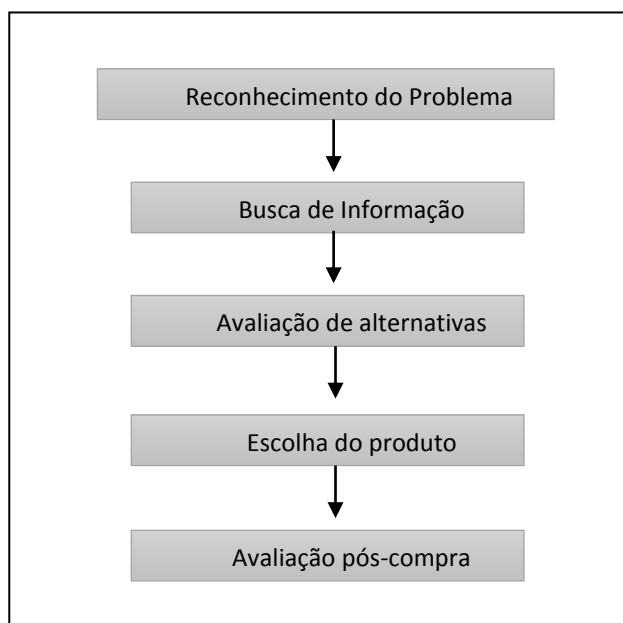 Reconhecimento do Problema
Busca de Informação
Avaliação de alternativas
Escolha do produto
Avaliação pós-compra